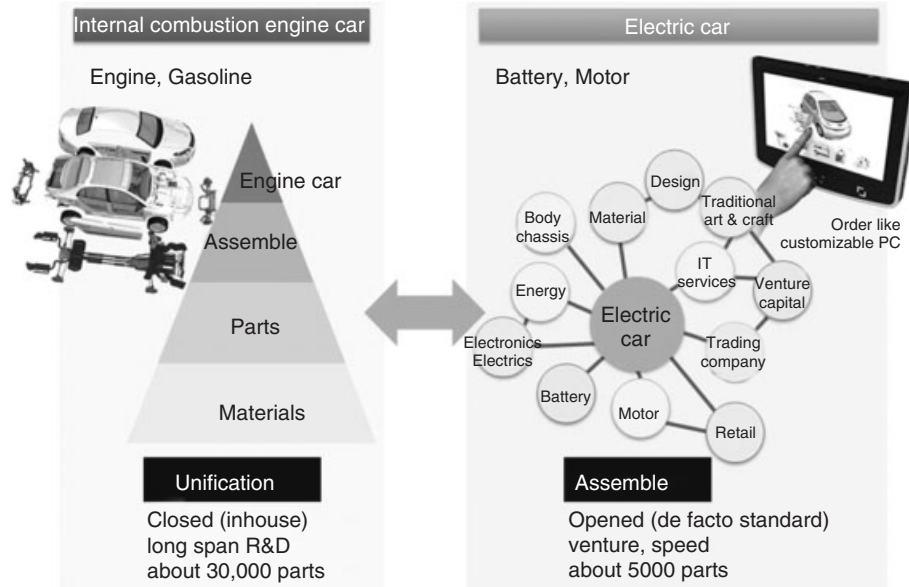 Internal combustion engine car
Engine, Gasoline
Engine car
Assemble
Parts
Materials
Unification
Closed (inhouse)
long span R&D
about 30,000 parts
Electric car
Battery, Motor
Order like
customizable PC
Design
Traditional
art & craft
Material
Body
chassis
IT
services
Venture
capital
Energy
Electric
car
Electronics
Electrics
Trading
company
Battery
Motor
Retail
Assemble
Opened (de facto standard)
venture, speed
about 5000 parts